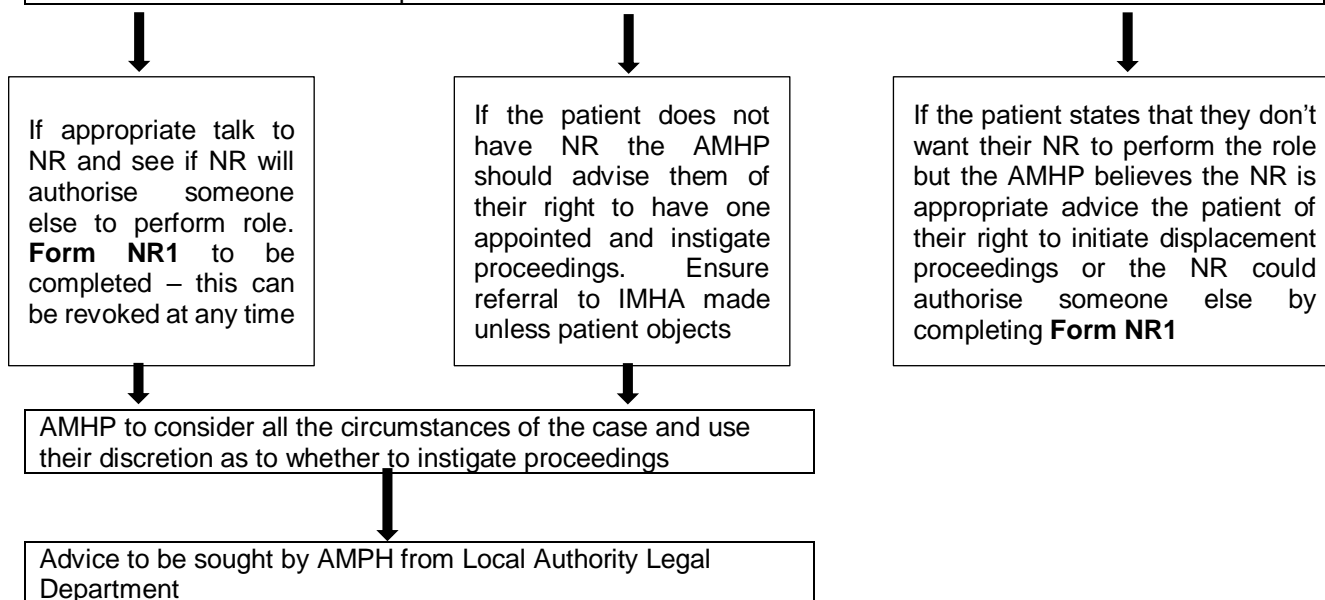 If appropriate talk to
NR and see if NR will
authorise someone
else to perform role.
Form NR1 to be
completed – this can
be revoked at any time
If the patient does not
have NR the AMHP
should advise them of
their right to have one
appointed and instigate
proceedings. Ensure
referral to IMHA made
unless patient objects
If the patient states that they don’t
want their NR to perform the role
but the AMHP believes the NR is
appropriate advice the patient of
their right to initiate displacement
proceedings or the NR could
authorise someone else by
completing Form NR1
AMHP to consider all the circumstances of the case and use
their discretion as to whether to instigate proceedings
Advice to be sought by AMPH from Local Authority Legal
Department